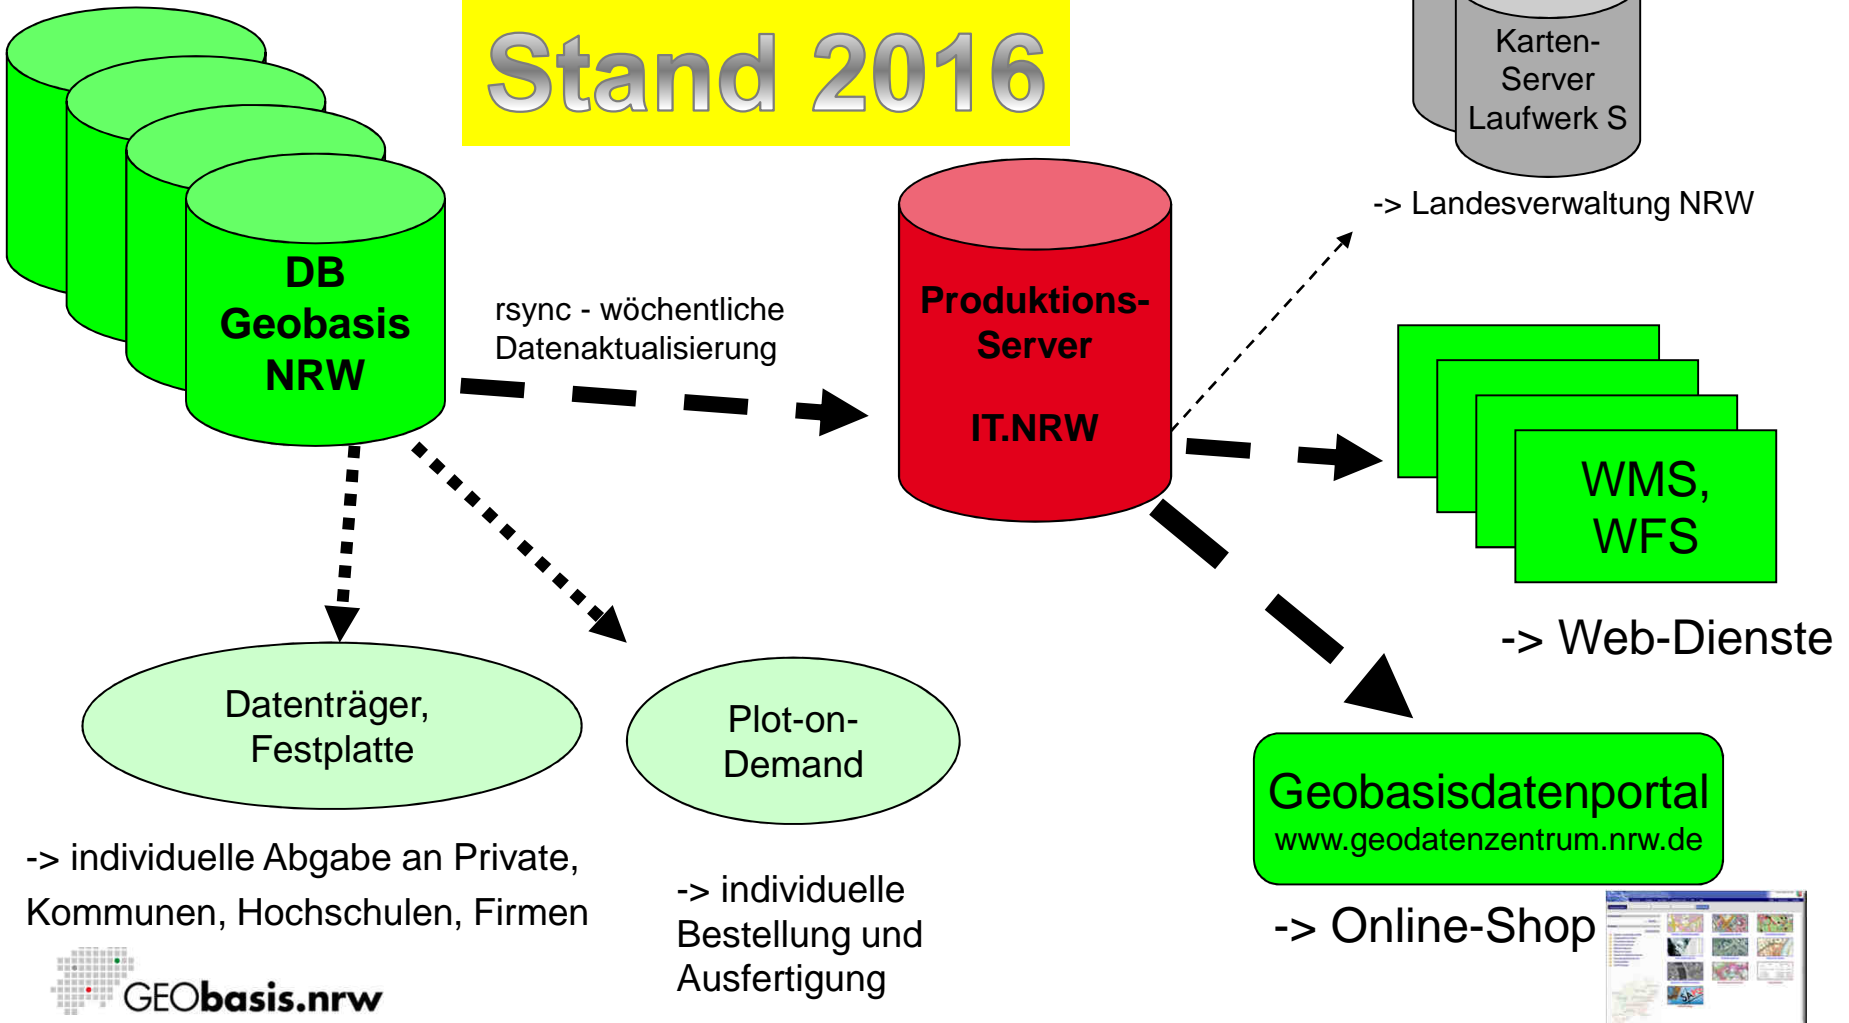 Stand 2016
Karten-
Server
Laufwerk S
-> Landesverwaltung NRW
DB
Geobasis
NRW
rsync - wöchentliche
Datenaktualisierung
Produktions-
Server
IT.NRW
WMS,
WFS
-> Web-Dienste
Datenträger,
Festplatte
Plot-on-
Demand
Geobasisdatenportal
www.geodatenzentrum.nrw.de
-> individuelle Abgabe an Private,
Kommunen, Hochschulen, Firmen
-> individuelle
Bestellung und
Ausfertigung
-> Online-Shop
GEObasis.nrw